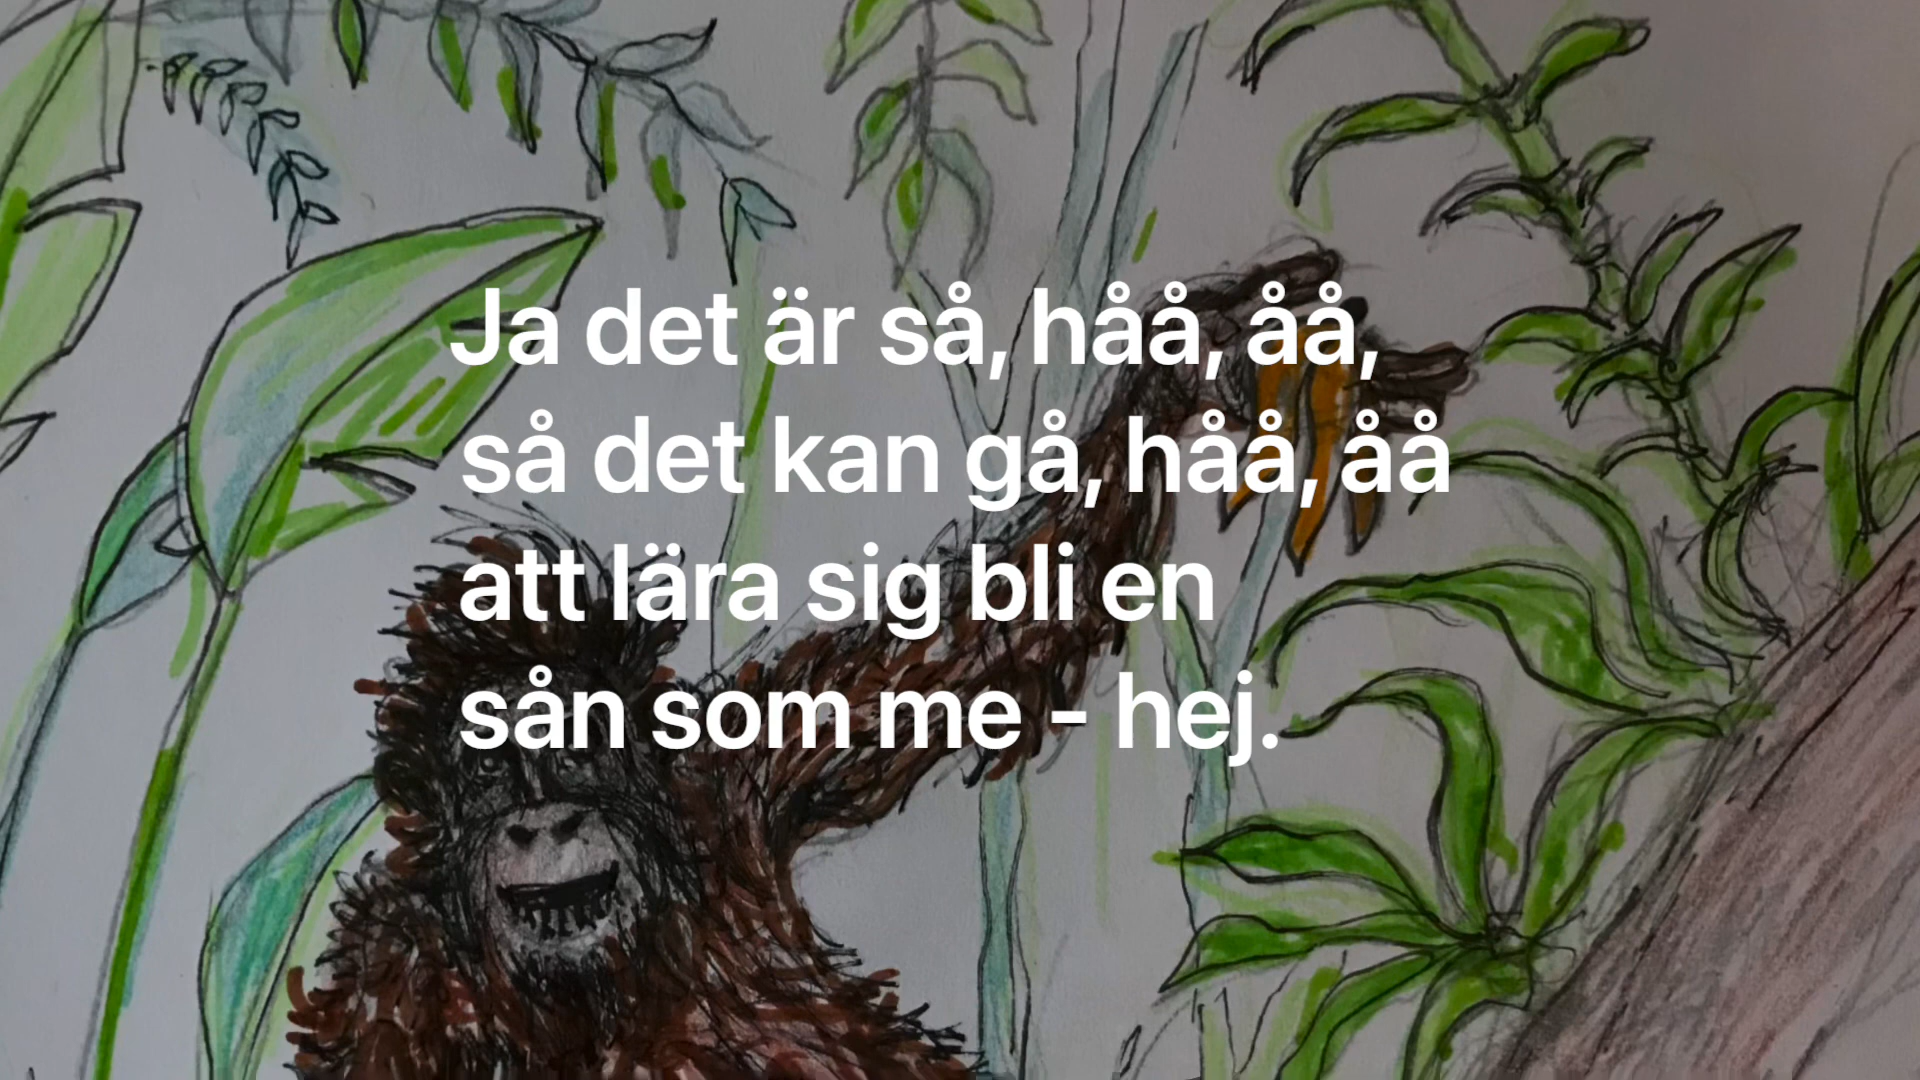 Ja det är så, håå, åå,
så det kan gå, håå, åå
att lära sig bli en
sån som me - hej.